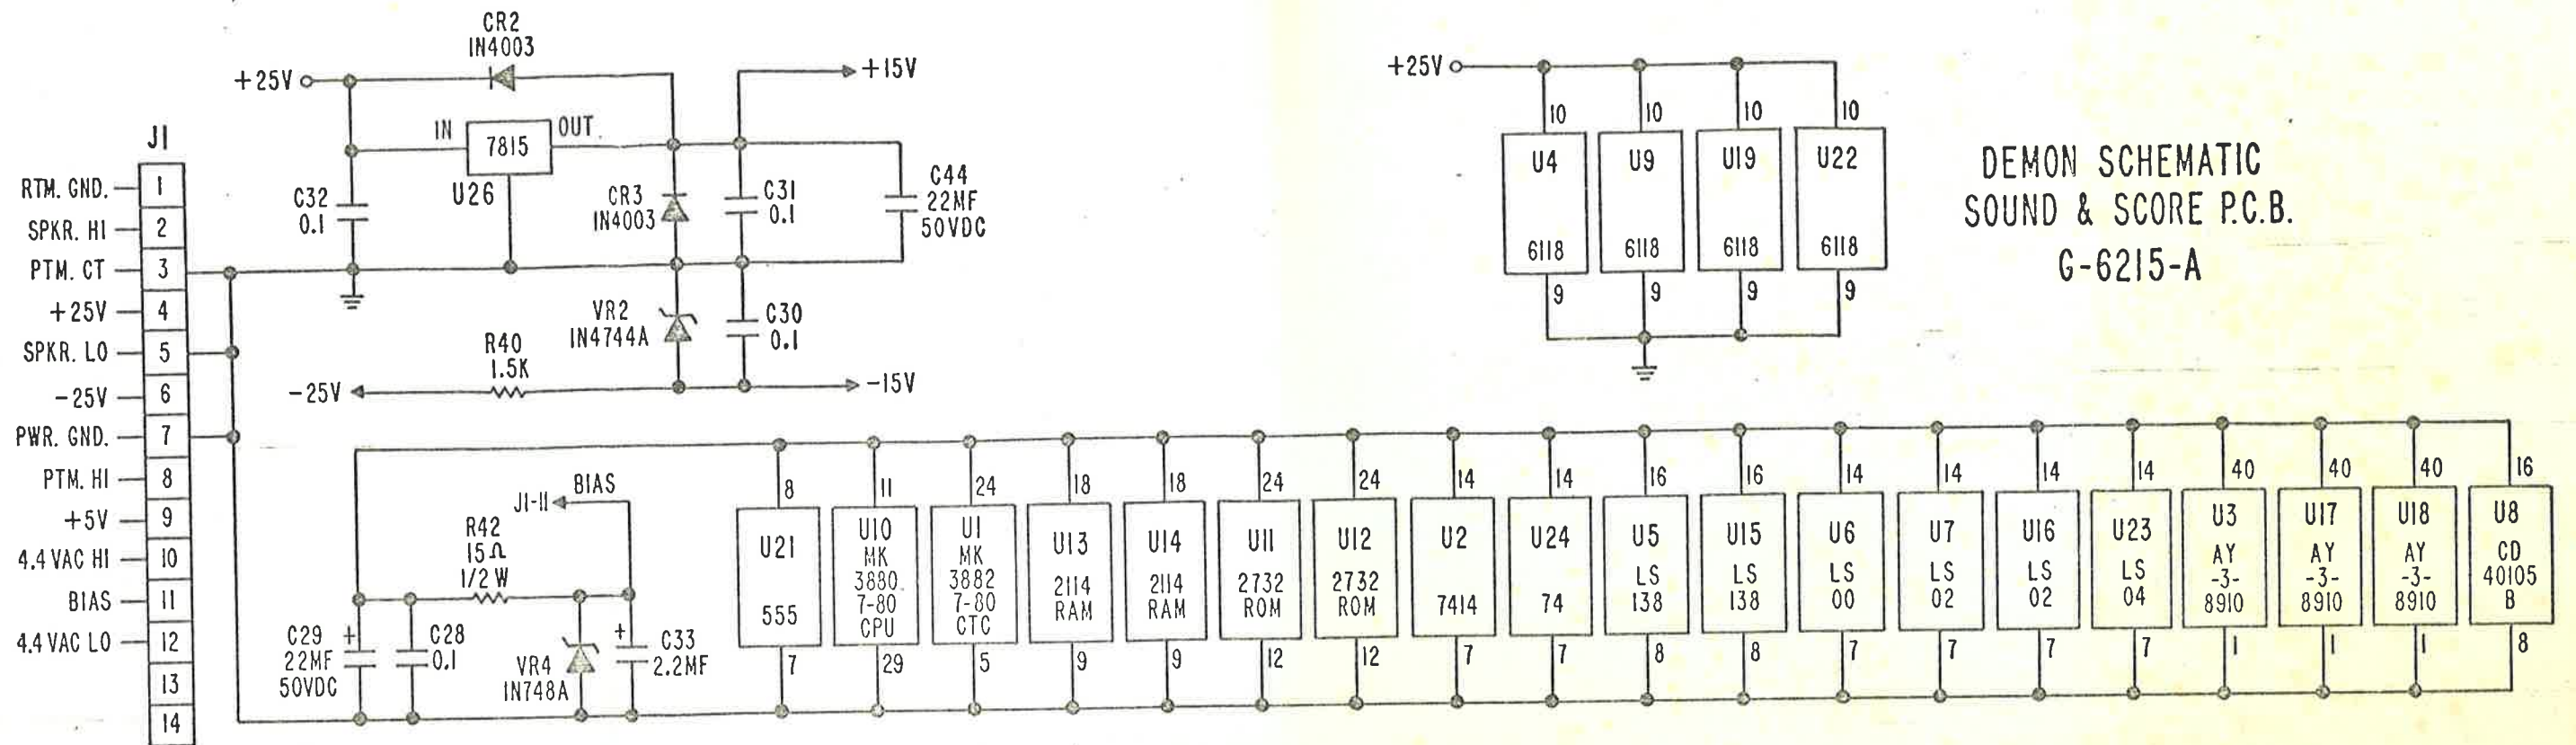 DEMON SCHEMATIC
SOUND & SCORE P.C.B.
G-6215-A
J1
RTM. GND. 1
SPKR. HI 2
PTM. CT 3
+25V 4
SPKR. LO 5
-25V 6
PWR. GND. 7
PTM. HI 8
+5V 9
4.4 VAC HI 10
BIAS 11
4.4 VAC LO 12
13
14
CR2
IN4003
+25V
+15V
IN
7815
OUT
U26
C32
0.1
CR3
IN4003
C31
0.1
C44
22MF
50VDC
VR2
IN4744A
C30
0.1
R40
1.5K
-25V
-15V
+25V
10
U4
6118
9
10
U9
6118
9
10
U19
6118
9
10
U22
6118
9
J1-11
BIAS
R42
15Ω
1/2 W
C29
+
22MF
50VDC
C28
0.1
VR4
IN748A
+
C33
2.2MF
8
U21
555
7
11
U10
MK
3880
7-80
CPU
29
24
U1
MK
3882
7-80
CTC
5
18
U13
2114
RAM
9
18
U14
2114
RAM
9
24
U11
2732
ROM
12
24
U12
2732
ROM
12
14
U2
7414
7
14
U24
74
7
16
U5
LS
138
8
16
U15
LS
138
8
14
U6
LS
00
7
14
U7
LS
02
7
14
U16
LS
02
7
14
U23
LS
04
7
40
U3
AY
-3-
8910
1
40
U17
AY
-3-
8910
1
40
U18
AY
-3-
8910
1
16
U8
CD
40105
B
8